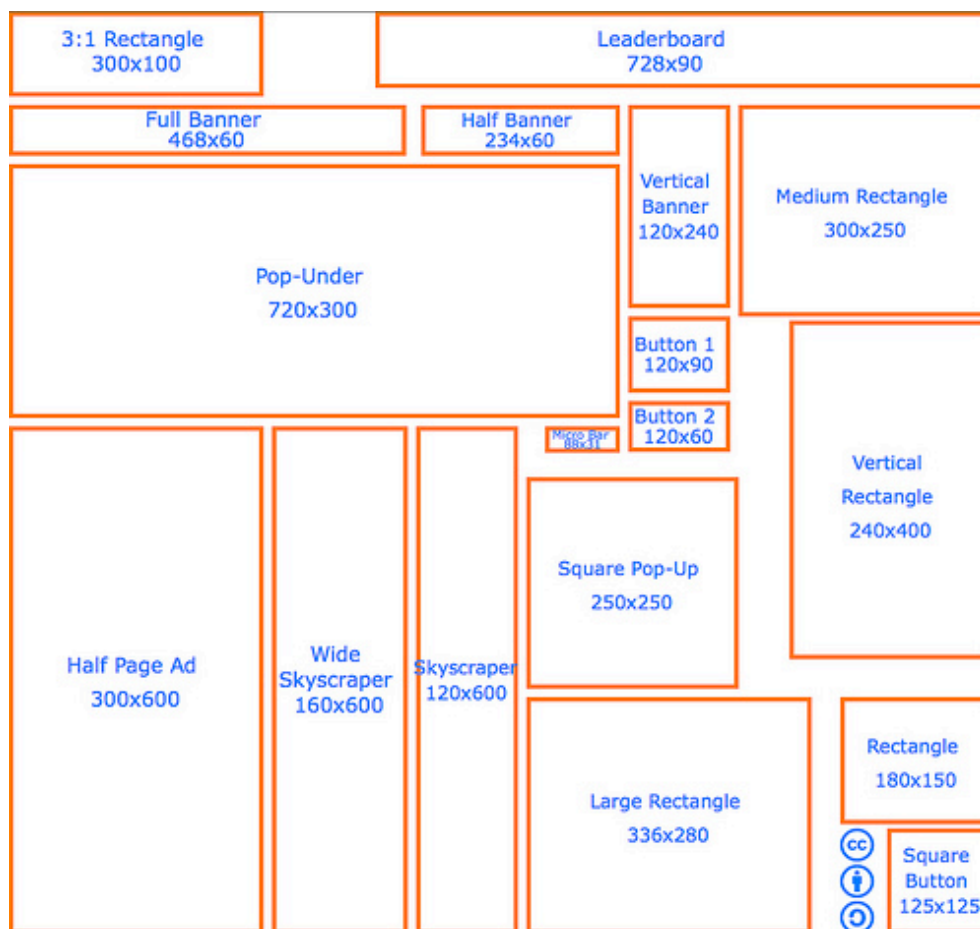 3:1 Rectangle
300x100
Leaderboard
728x90
Full Banner
468x60
Half Banner
234x60
Vertical
Banner
120x240
Medium Rectangle
300x250
Pop-Under
720x300
Button 1
120x90
Button 2
120x60
Micro Bar
88x31
Vertical
Rectangle
240x400
Square Pop-Up
250x250
Half Page Ad
300x600
Wide
Skyscraper
160x600
Skyscraper
120x600
Large Rectangle
336x280
Rectangle
180x150
cc
Square
Button
125x125